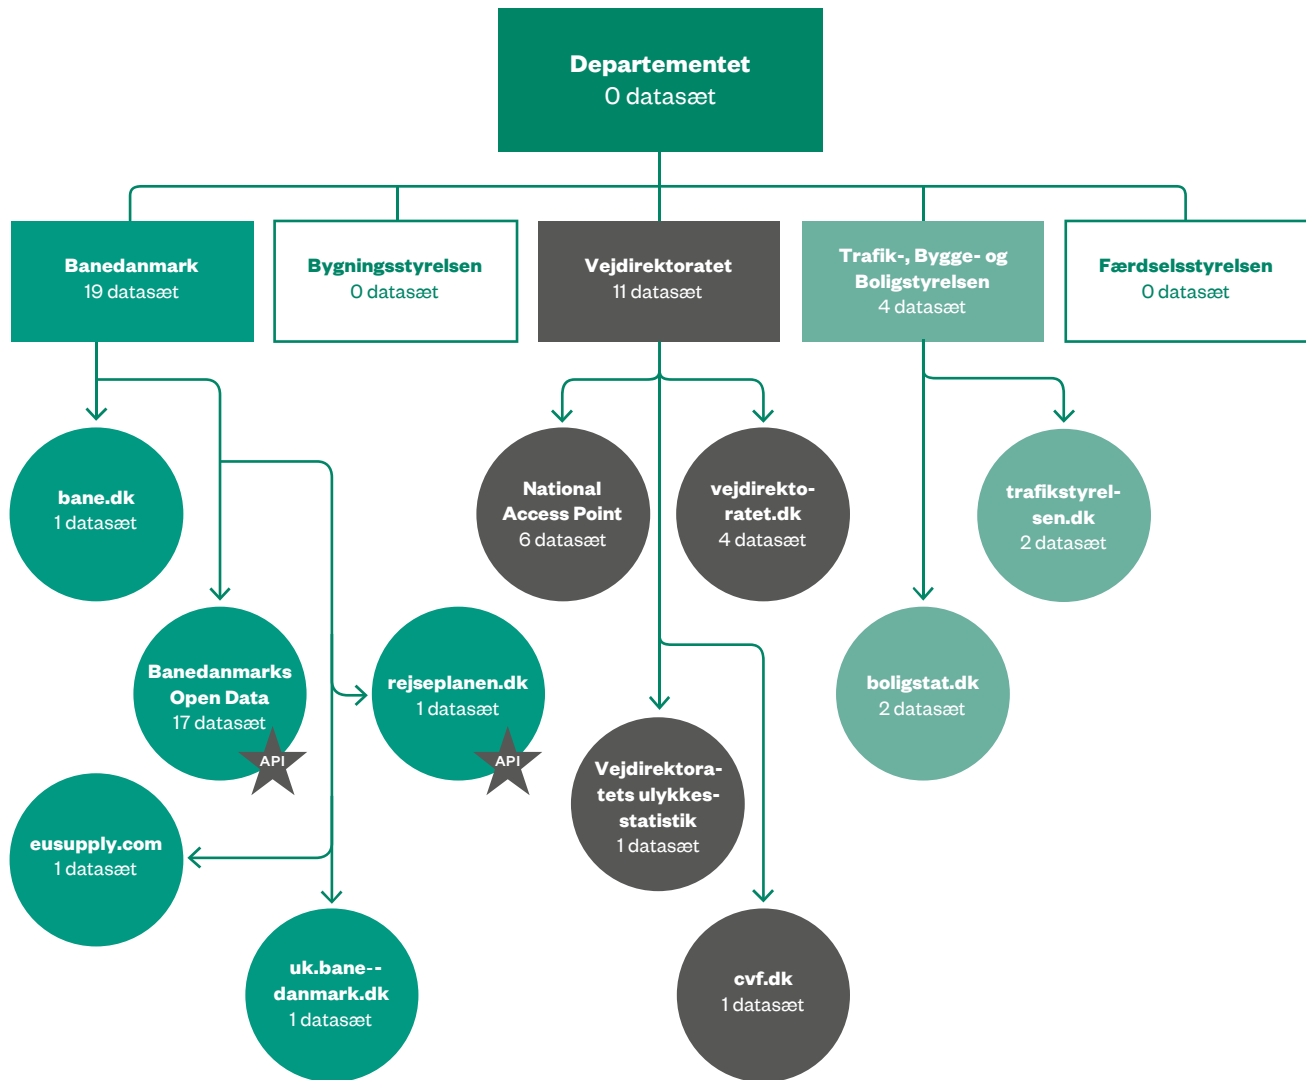 Departementet
0 datasæt
Banedanmark
19 datasæt
Bygningsstyrelsen
0 datasæt
Vejdirektoratet
11 datasæt
Trafik-, Bygge- og
Boligstyrelsen
4 datasæt
Færdselsstyrelsen
0 datasæt
bane.dk
1 datasæt
National
Access Point
6 datasæt
vejdirekto-
ratet.dk
4 datasæt
trafikstyrel-
sen.dk
2 datasæt
Banedanmarks
Open Data
17 datasæt
API
rejseplanen.dk
1 datasæt
API
boligstat.dk
2 datasæt
Vejdirektora-
tets ulykkes-
statistik
1 datasæt
eusupply.com
1 datasæt
uk.bane--
danmark.dk
1 datasæt
cvf.dk
1 datasæt